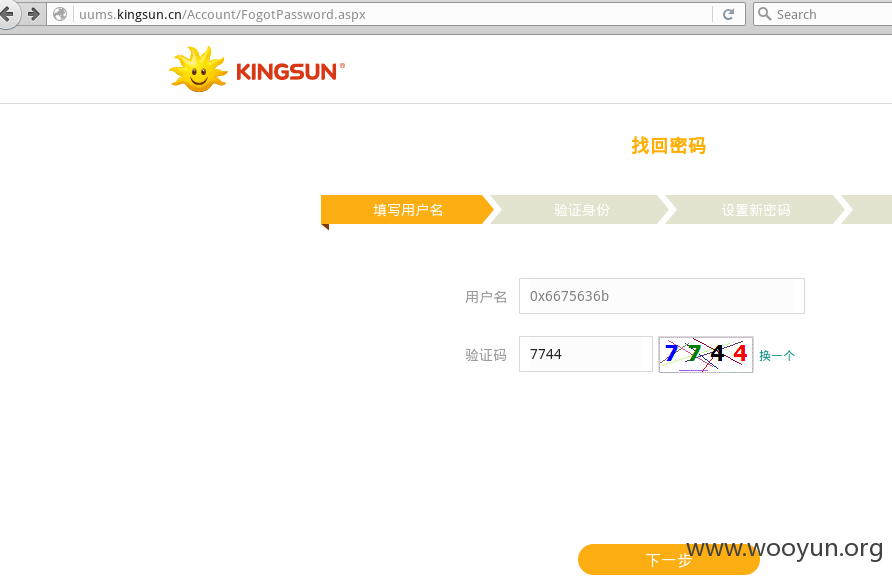 uums.kingsun.cn/Account/FogotPassword.aspx
Search
KINGSUN®
找回密码
填写用户名
验证身份
设置新密码
用户名
0x6675636b
验证码
7744
7744
换一个
下一步
www.wooyun.org